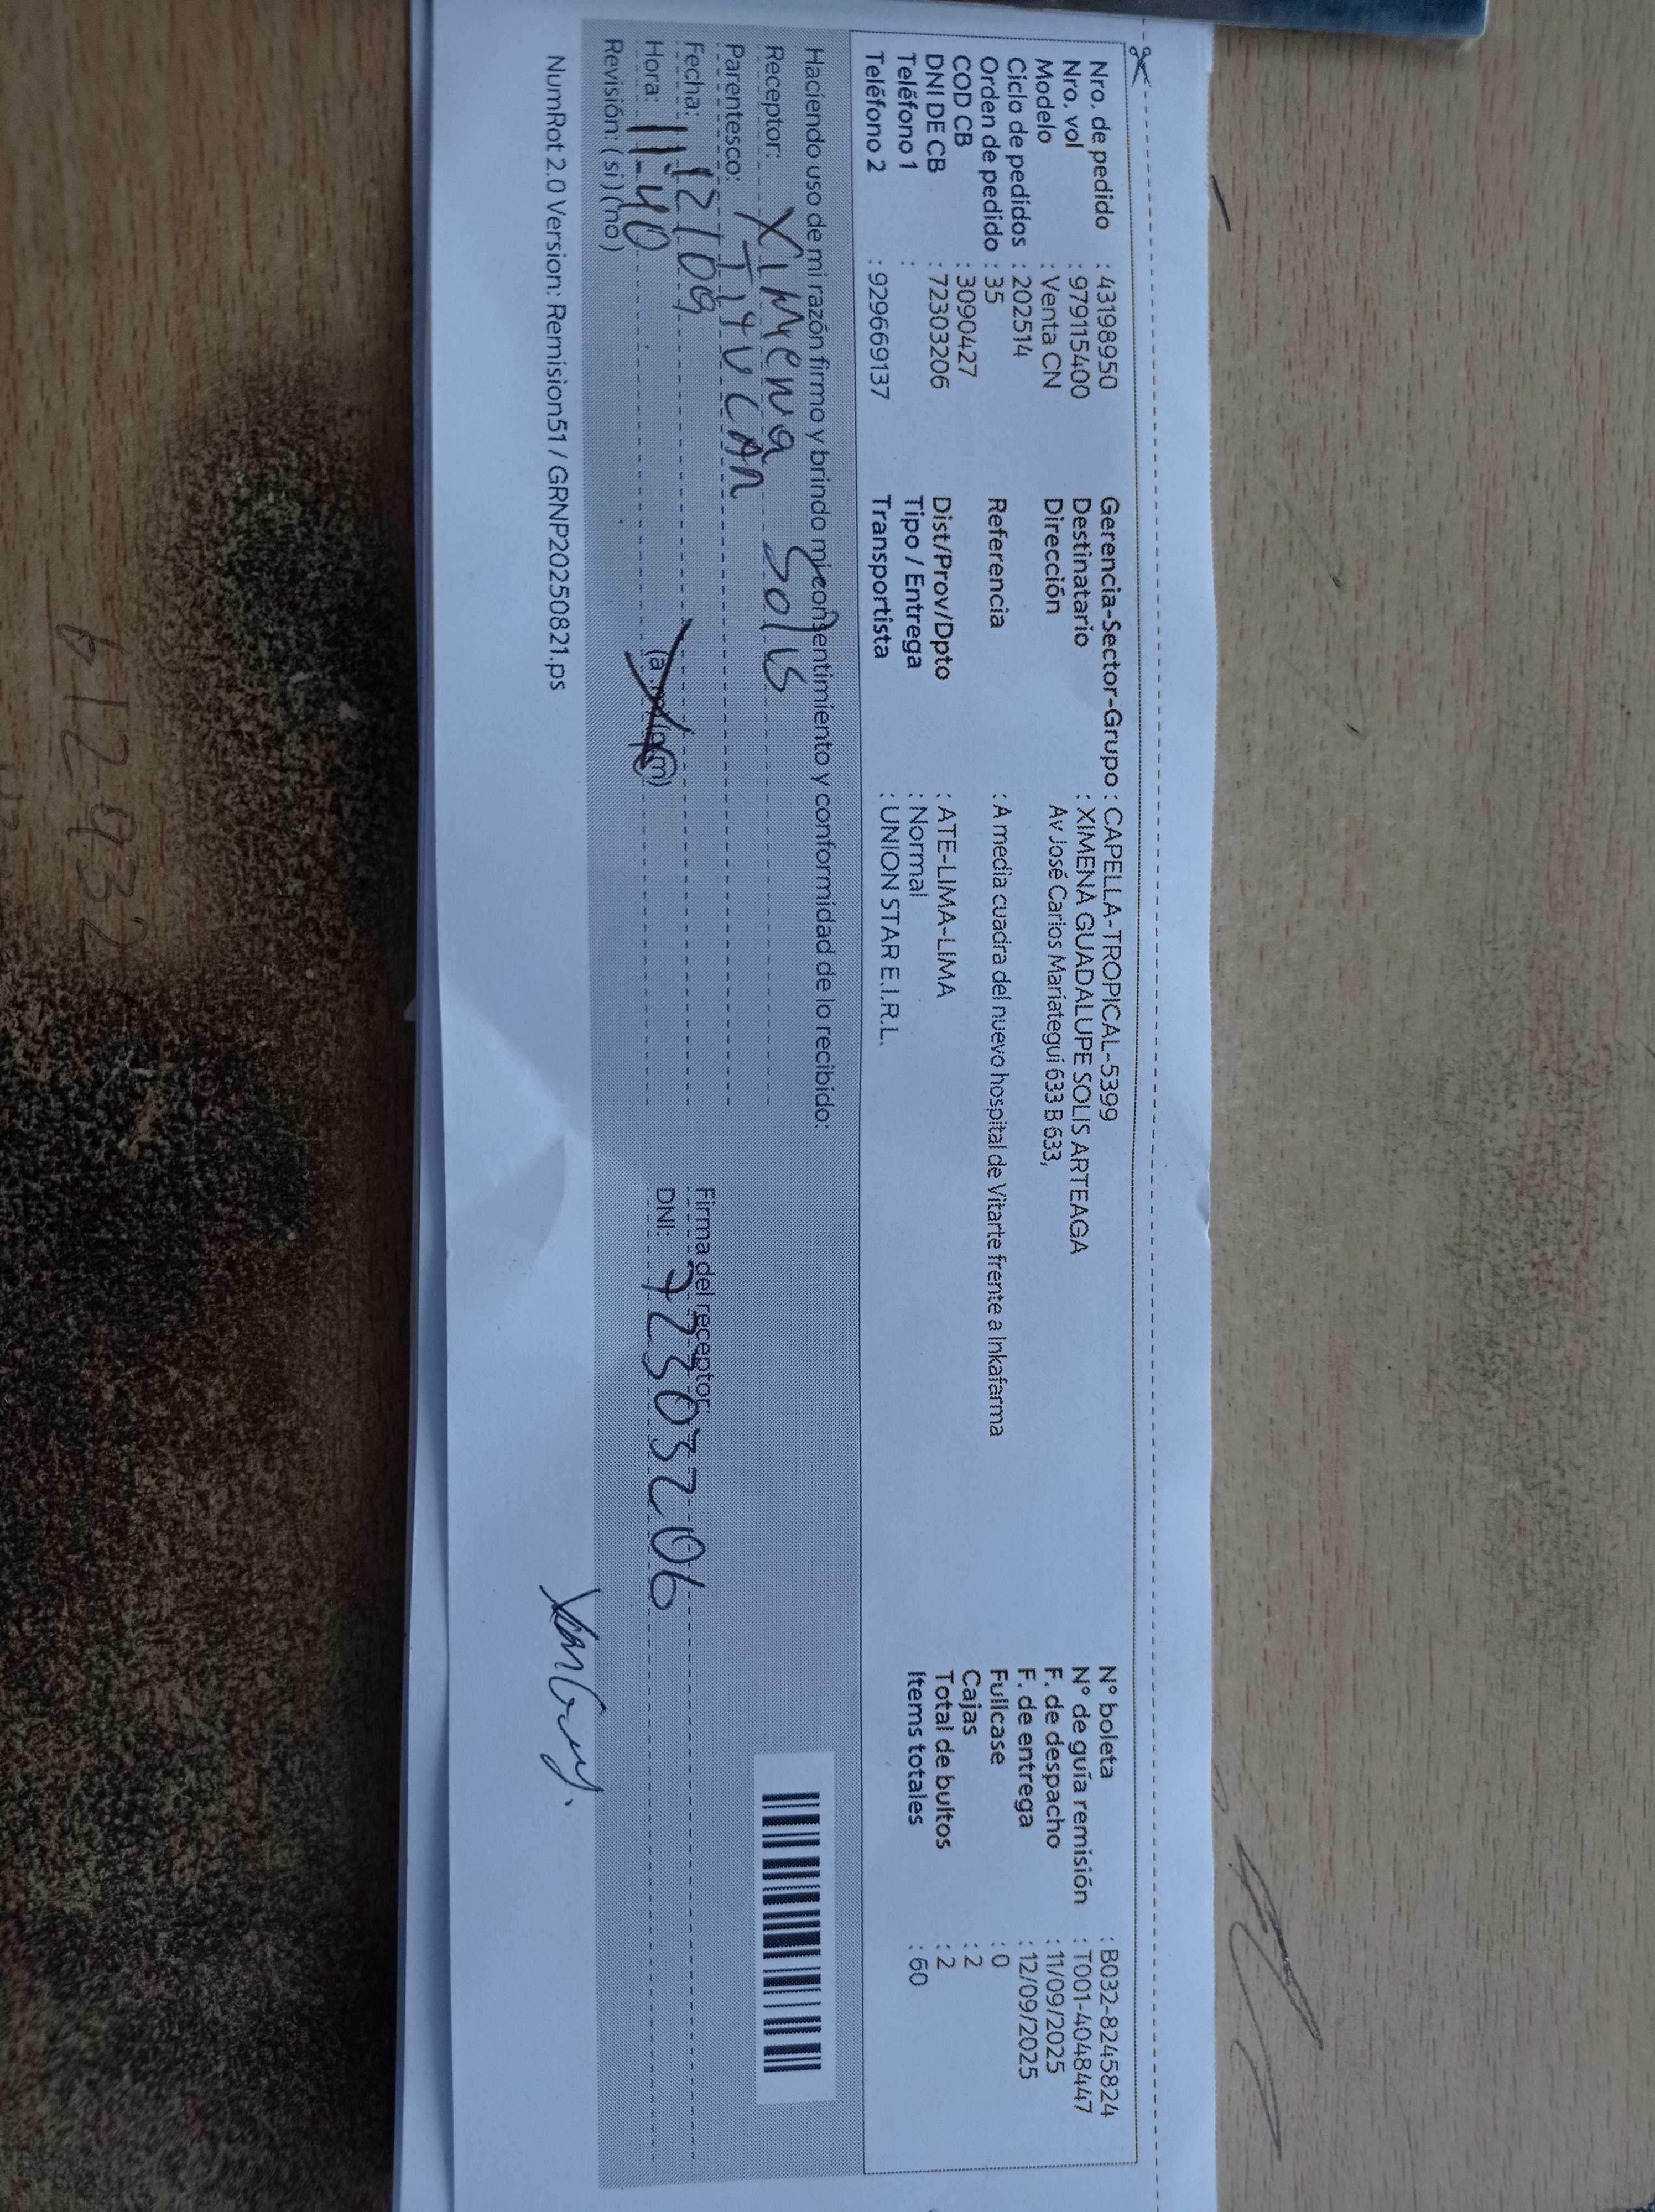 Nro. de pedido : 43198950
Nro. vol : 979115400
Modelo : Venta CN
Ciclo de pedidos : 202514
Orden de pedido : 35
COD CB : 3090427
DNI DE CB : 72303206
Teléfono 1 :
Teléfono 2 : 929669137
Gerencia-Sector-Grupo : CAPELLA-TROPICAL-5399
Destinatario : XIMENA GUADALUPE SOLIS ARTEAGA
Dirección Av José Carlos Mariategui 633 B 633,
Referencia : A media cuadra del nuevo hospital de Vitarte frente a Inkafarma
Dist/Prov/Dpto : ATE-LIMA-LIMA
Tipo / Entrega : Normal
Transportista : UNION STAR E.I.R.L.
N° boleta : B032-8245824
N° de guía remisión : T001-4048447
F. de despacho : 11/09/2025
F. de entrega : 12/09/2025
Fullcase : 0
Cajas : 2
Total de bultos : 2
Items totales : 60
Haciendo uso de mi razón firmo y brindo mi consentimiento y conformidad de lo recibido:
Receptor: XIMena Solis
Parentesco: Titular
Fecha: 12/09
Hora: 11:40 (a.m) (p.m)
Revisión: (si) (no)
Firma del receptor:
DNI: 72303206
NumRot 2.0 Version: Remision51 / GRNP20250821.ps